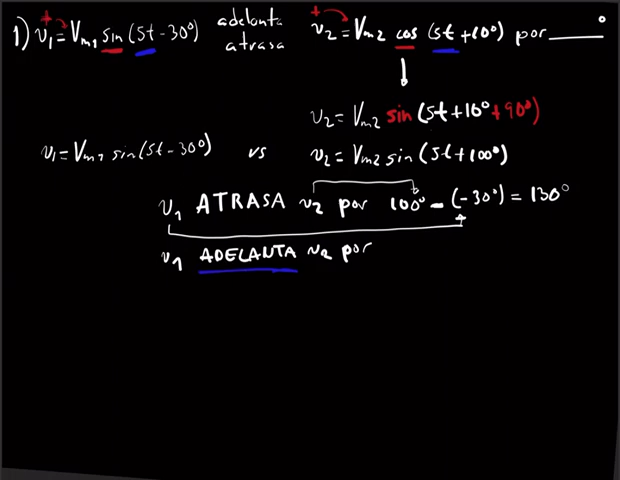 1) v₁ = Vm₁ sin (5t - 30°) adelanta atrasa v₂ = Vm₂ cos (5t + 10°) por ______°
+ +
v₂ = Vm₂ sin (5t + 10° + 90°)
v₁ = Vm₁ sin (5t - 30°) vs v₂ = Vm₂ sin (5t + 100°)
v₁ ATRASA v₂ por 100° - (-30°) = 130°
v₁ ADELANTA v₂ por